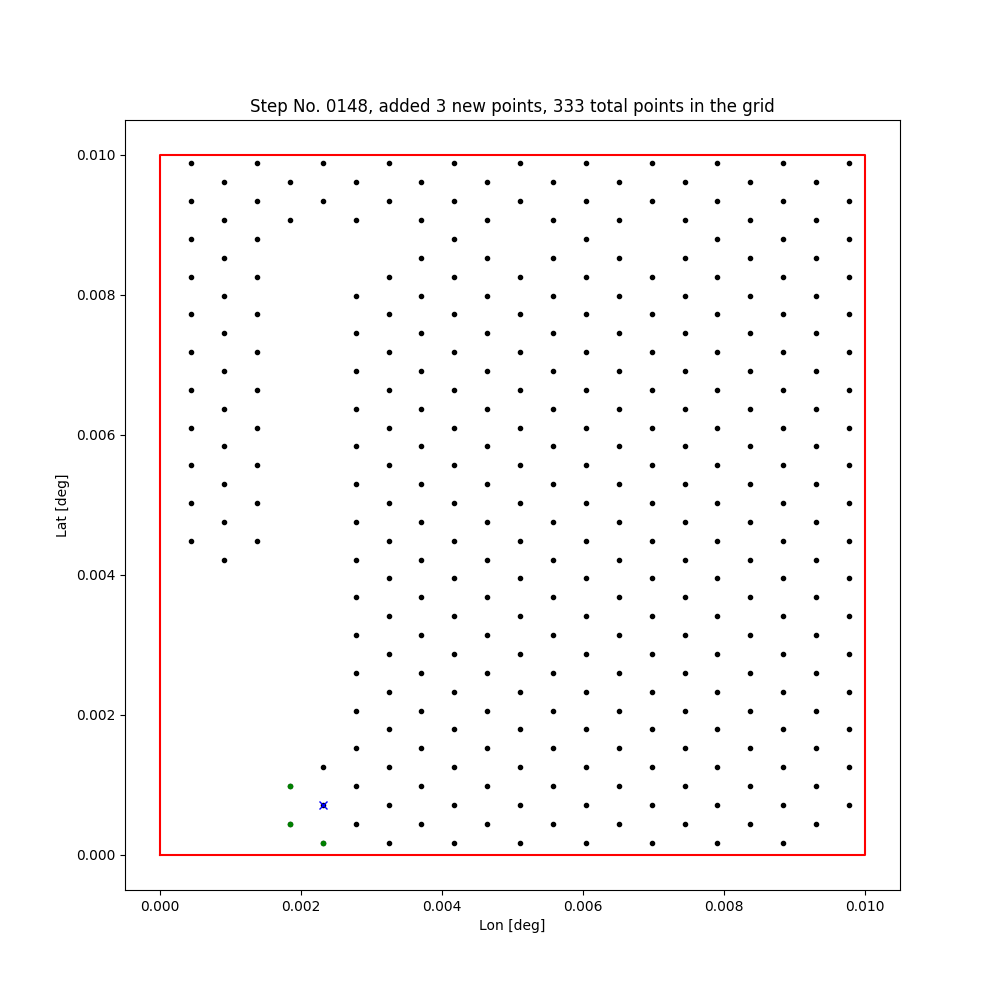 Step No. 0148, added 3 new points, 333 total points in the grid
0.010
0.008
0.006
0.004
0.002
0.000
Lat [deg]
0.000 0.002 0.004 0.006 0.008 0.010
Lon [deg]